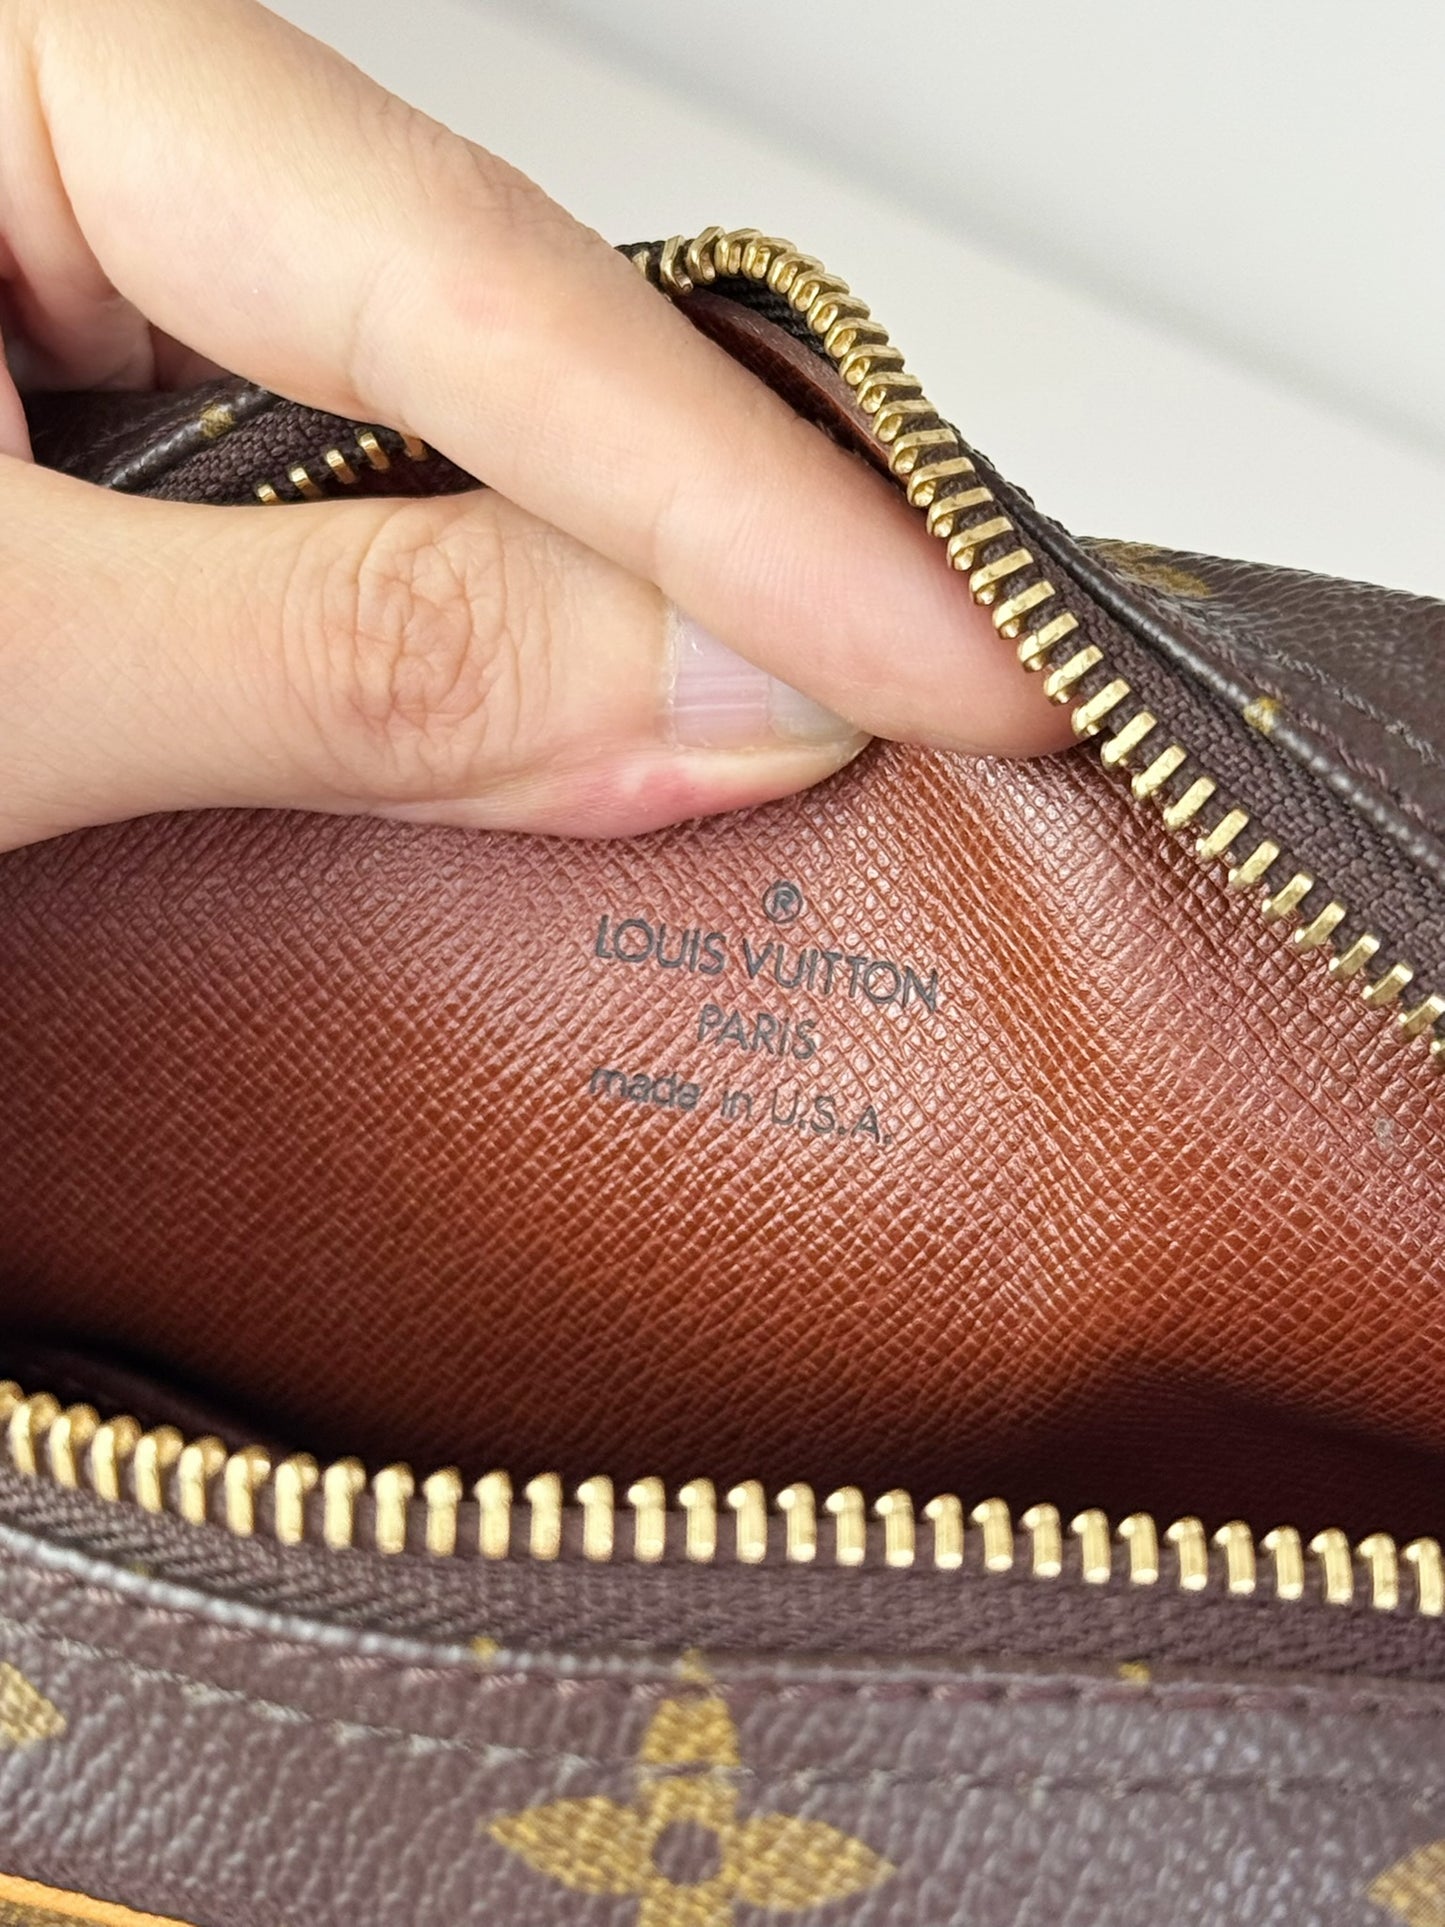 ®
LOUIS VUITTON
PARIS
made in U.S.A.